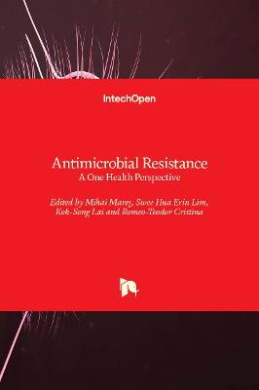 IntechOpen
Antimicrobial Resistance
A One Health Perspective
Edited by Mihai Mareș, Swee Hua Erin Lim,
Kok-Song Lai and Romeo-Teodor Cristina